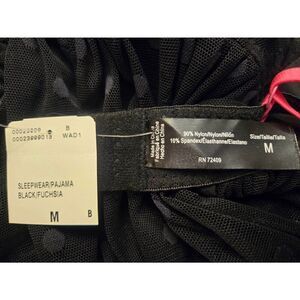 00023209 B
00023999013 WAD1
SLEEPWEAR/PAJAMA
BLACK/FUCHSIA
M B
Made in China
Fabriqué en Chine
Hecho en China
90% Nylon/Nylon/Nilón
10% Spandex/Elasthanne/Elastano
RN 72409
Size/Taille/Talla
M